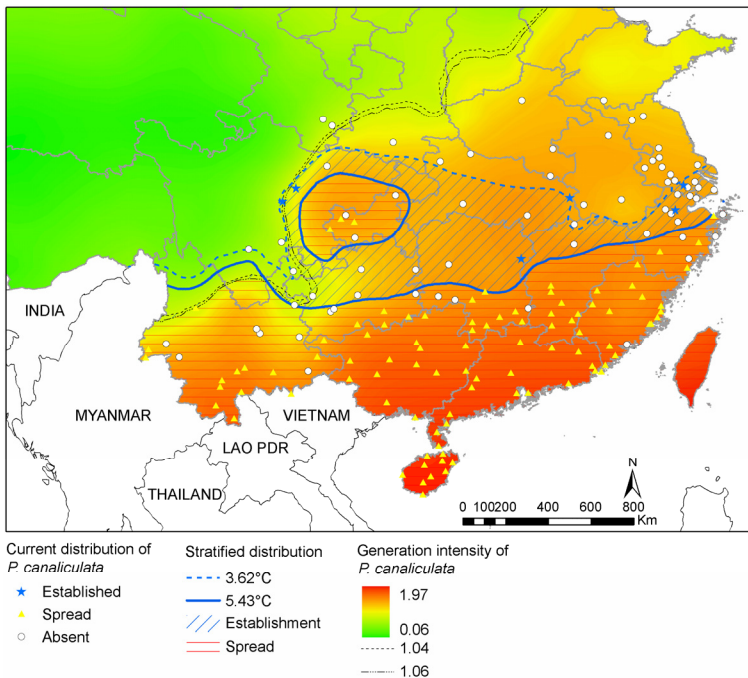 INDIA
MYANMAR
VIETNAM
LAO PDR
THAILAND
N
0 100200 400 600 800
Km
Current distribution of
P. canaliculata
Established
Spread
Absent
Stratified distribution
3.62°C
5.43°C
Establishment
Spread
Generation intensity of
P. canaliculata
1.97
0.06
1.04
1.06